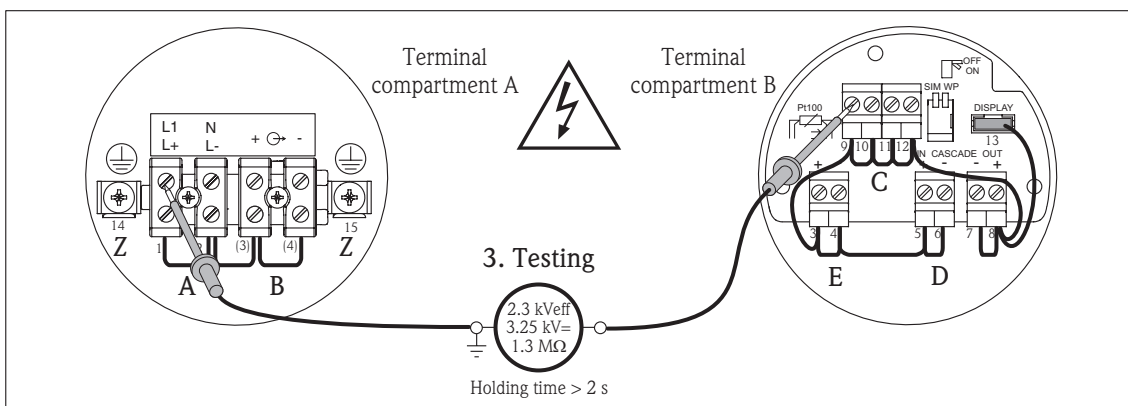 Terminal
compartment A
L1
L+
N
L-
+ -
14
Z
1
2
(3)
(4)
15
Z
A
B
3. Testing
2.3 kVeff
3.25 kV=
1.3 MΩ
Holding time > 2 s
Terminal
compartment B
OFF
ON
SIM WP
Pt100
DISPLAY
13
9 10 11 12
C
IN CASCADE OUT
+ + - - +
3 4
5 6
7 8
E
D